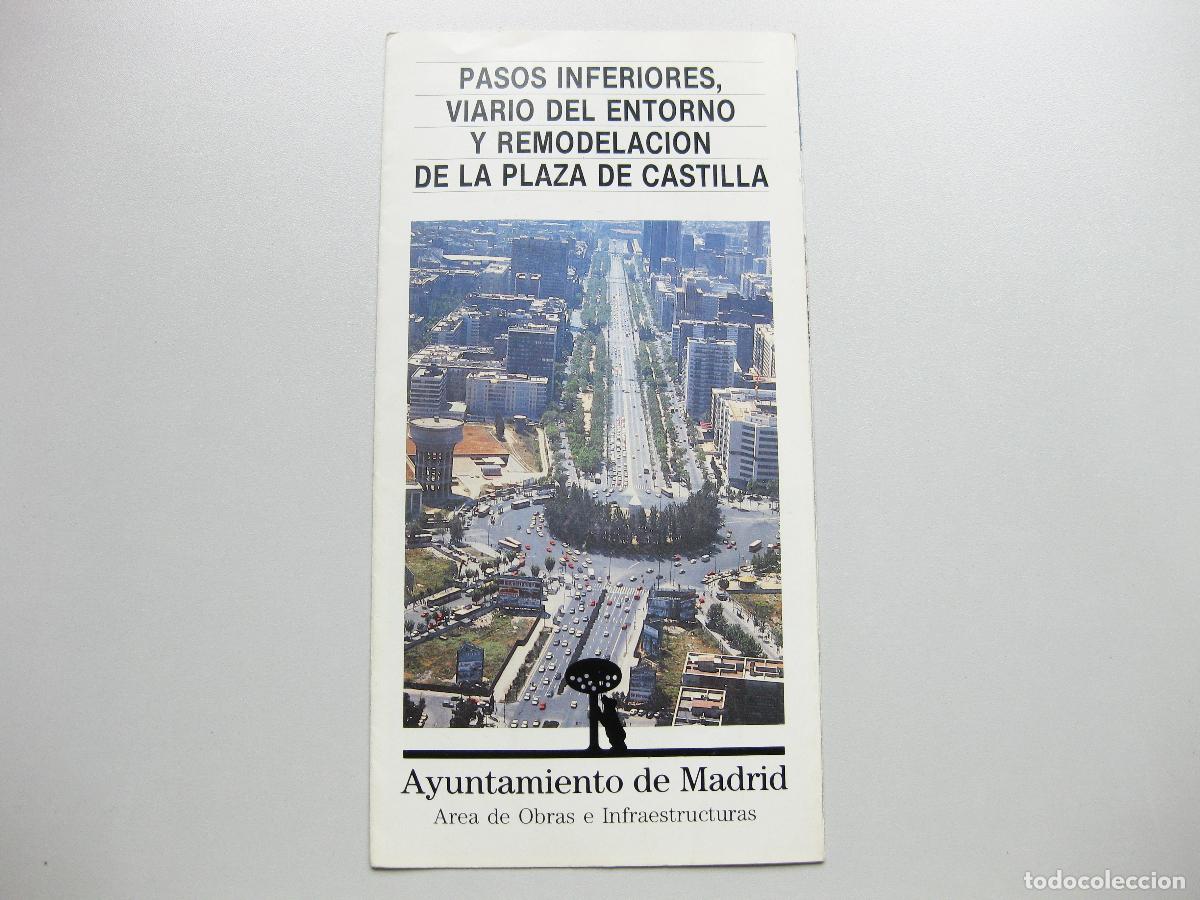 PASOS INFERIORES,
VIARIO DEL ENTORNO
Y REMODELACION
DE LA PLAZA DE CASTILLA
Ayuntamiento de Madrid
Area de Obras e Infraestructuras
todocoleccion